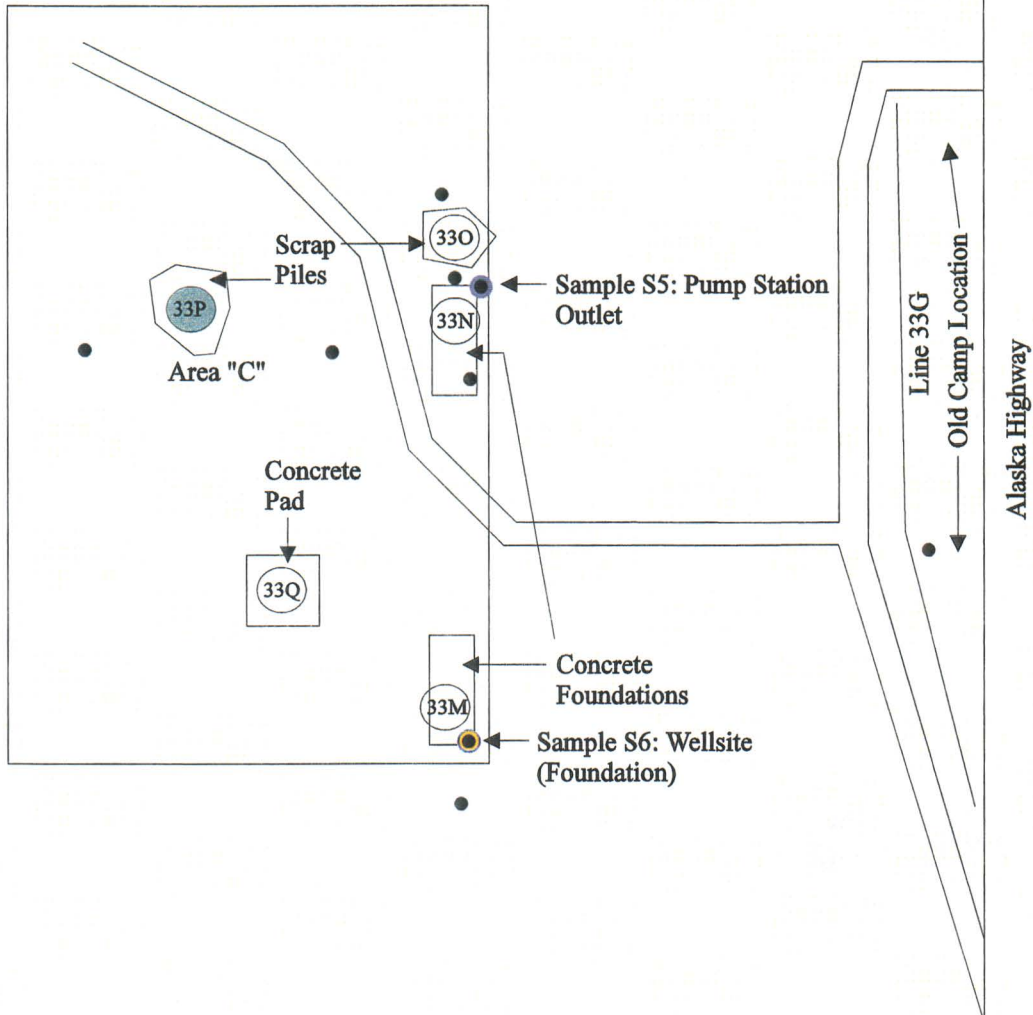 33O
Scrap
Piles
33P
Area "C"
Sample S5: Pump Station
Outlet
33N
Line 33G
Old Camp Location
Alaska Highway
Concrete
Pad
33Q
Concrete
Foundations
33M
Sample S6: Wellsite
(Foundation)